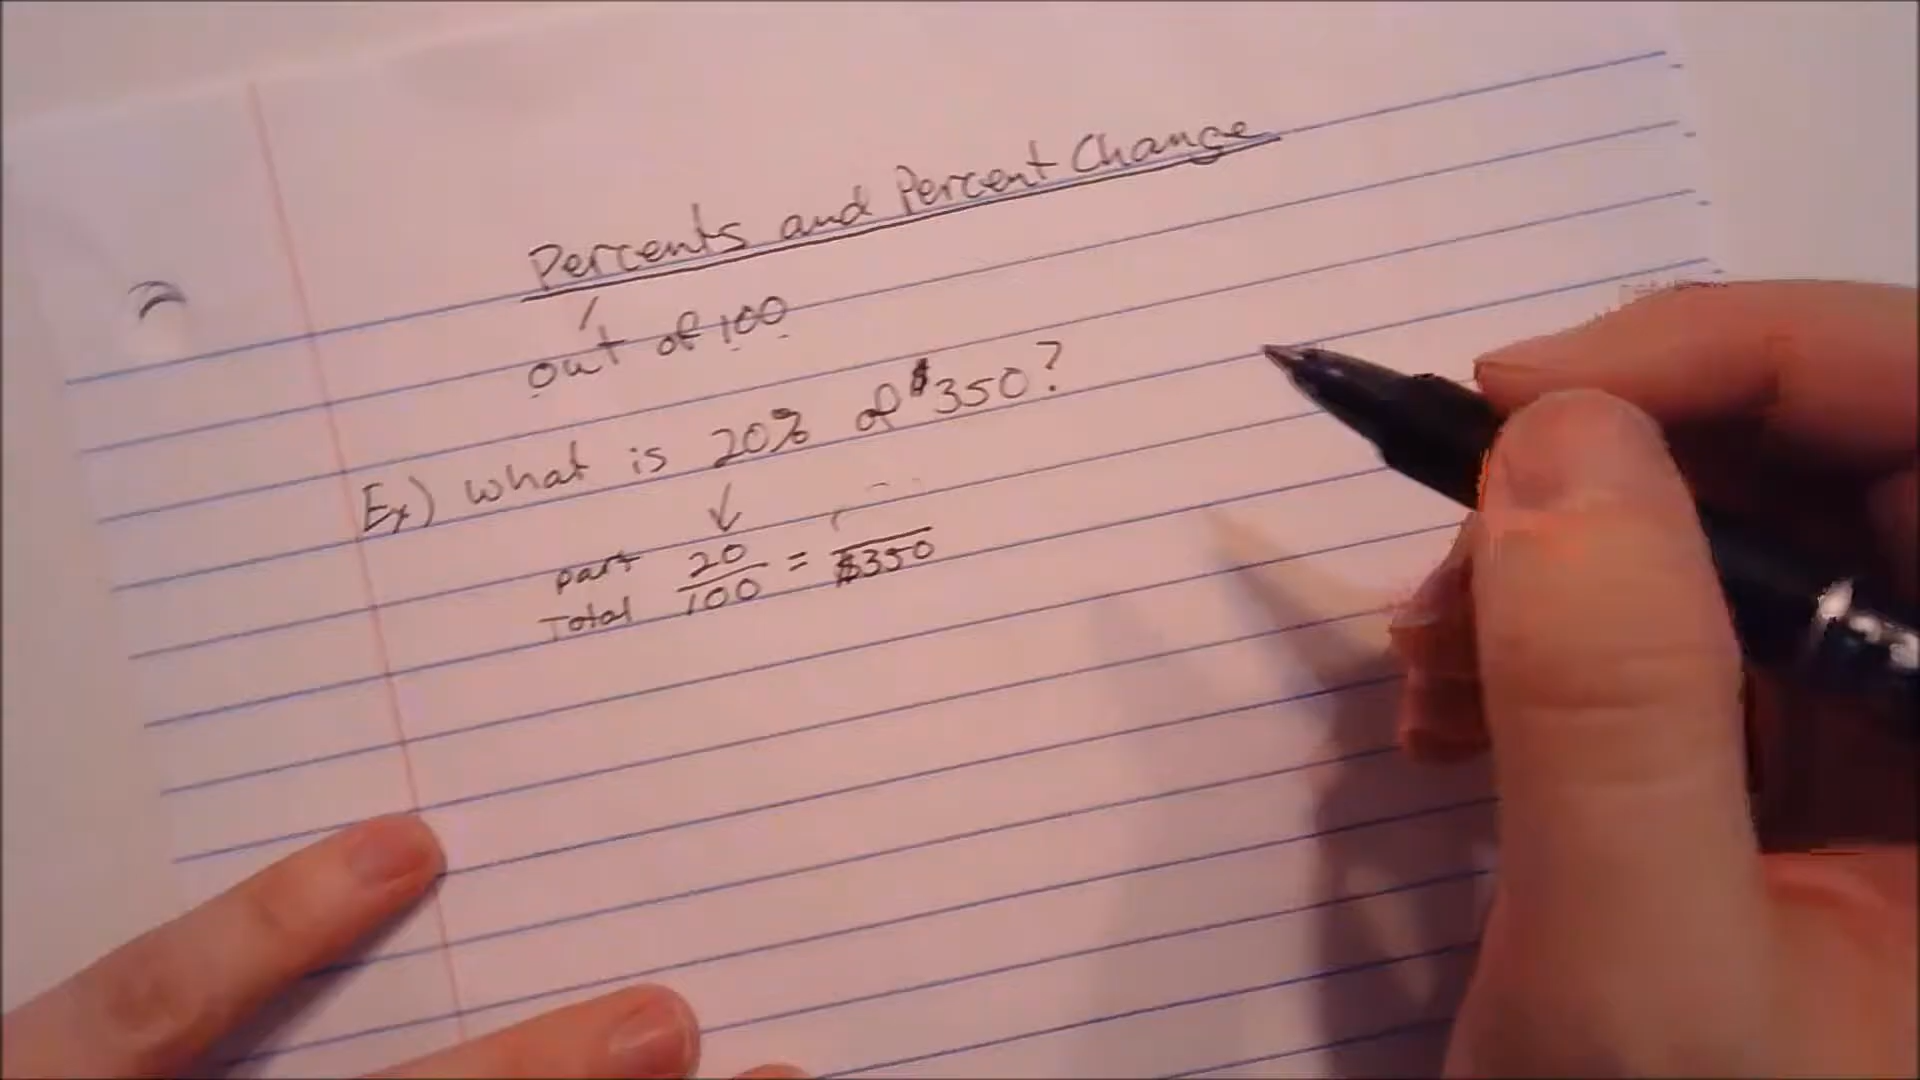 Percents and Percent Change
out of 100
Ex) What is 20% of $350?
part 20 =
Total 100 $350